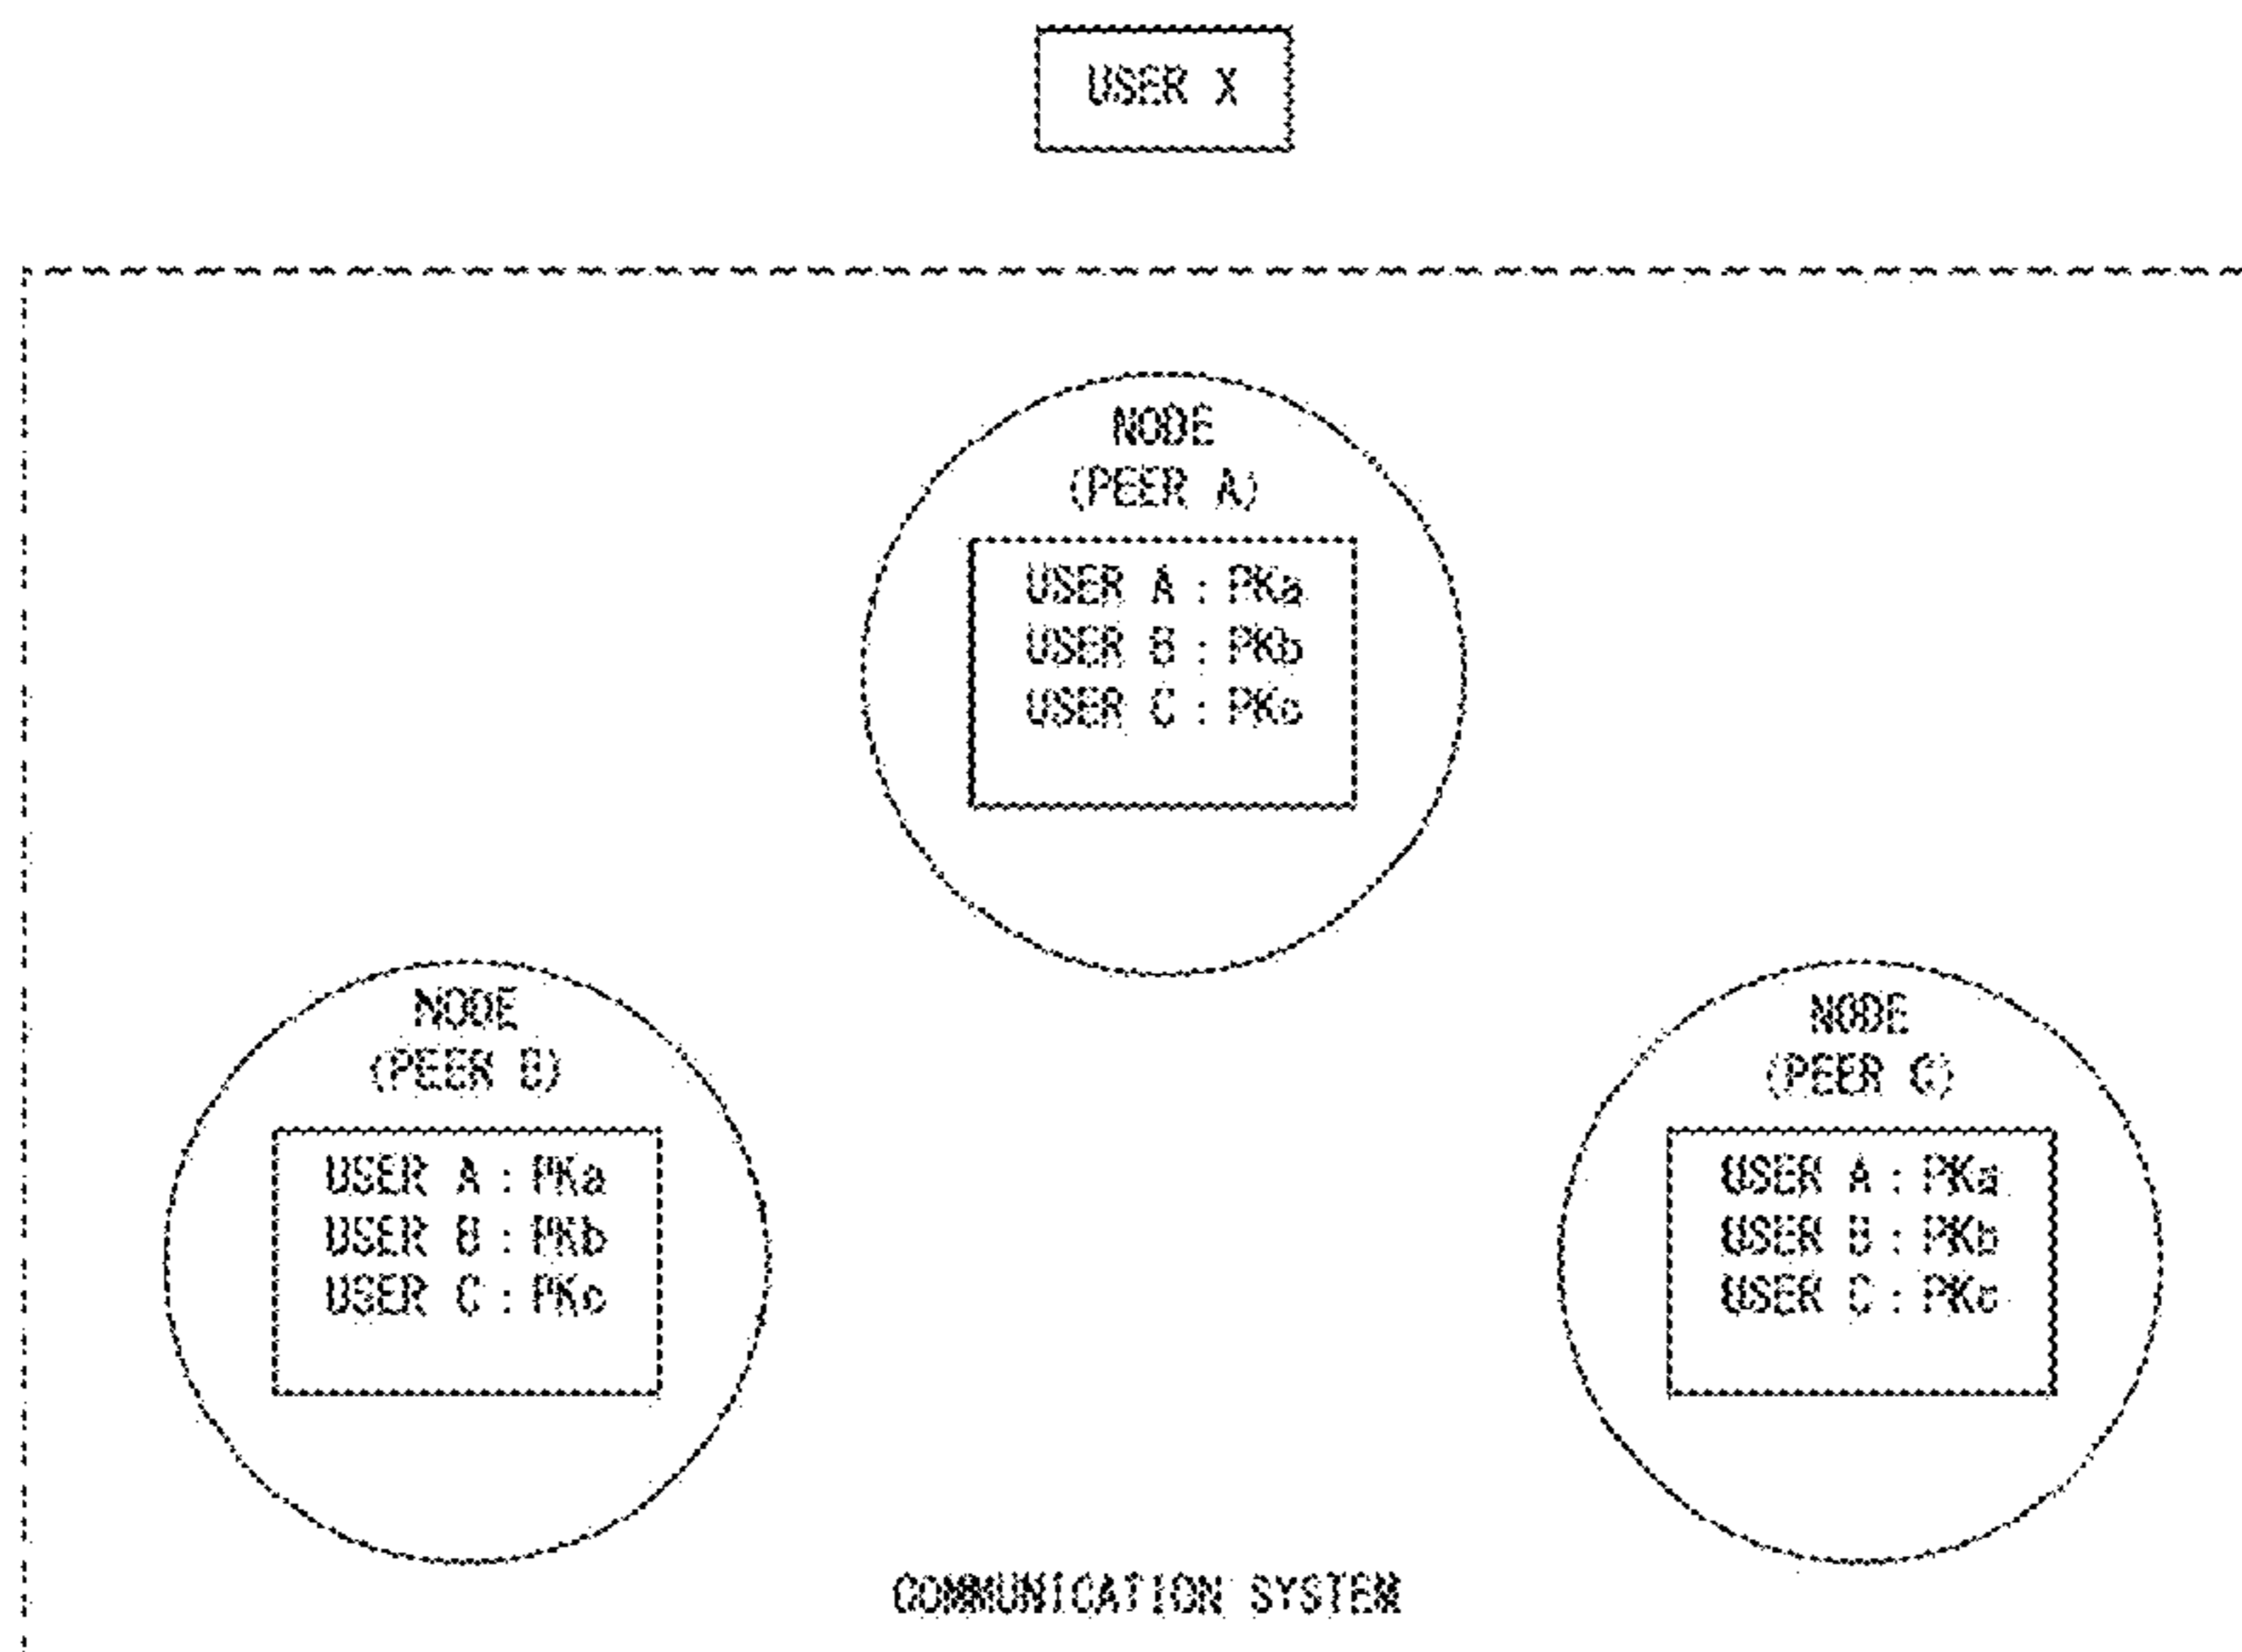 USER X
NODE
(PEER A)
USER A : PKa
USER B : PKb
USER C : PKc
NODE
(PEER B)
USER A : PKa
USER B : PKb
USER C : PKc
NODE
(PEER C)
USER A : PKa
USER B : PKb
USER C : PKc
COMMUNICATION SYSTEM